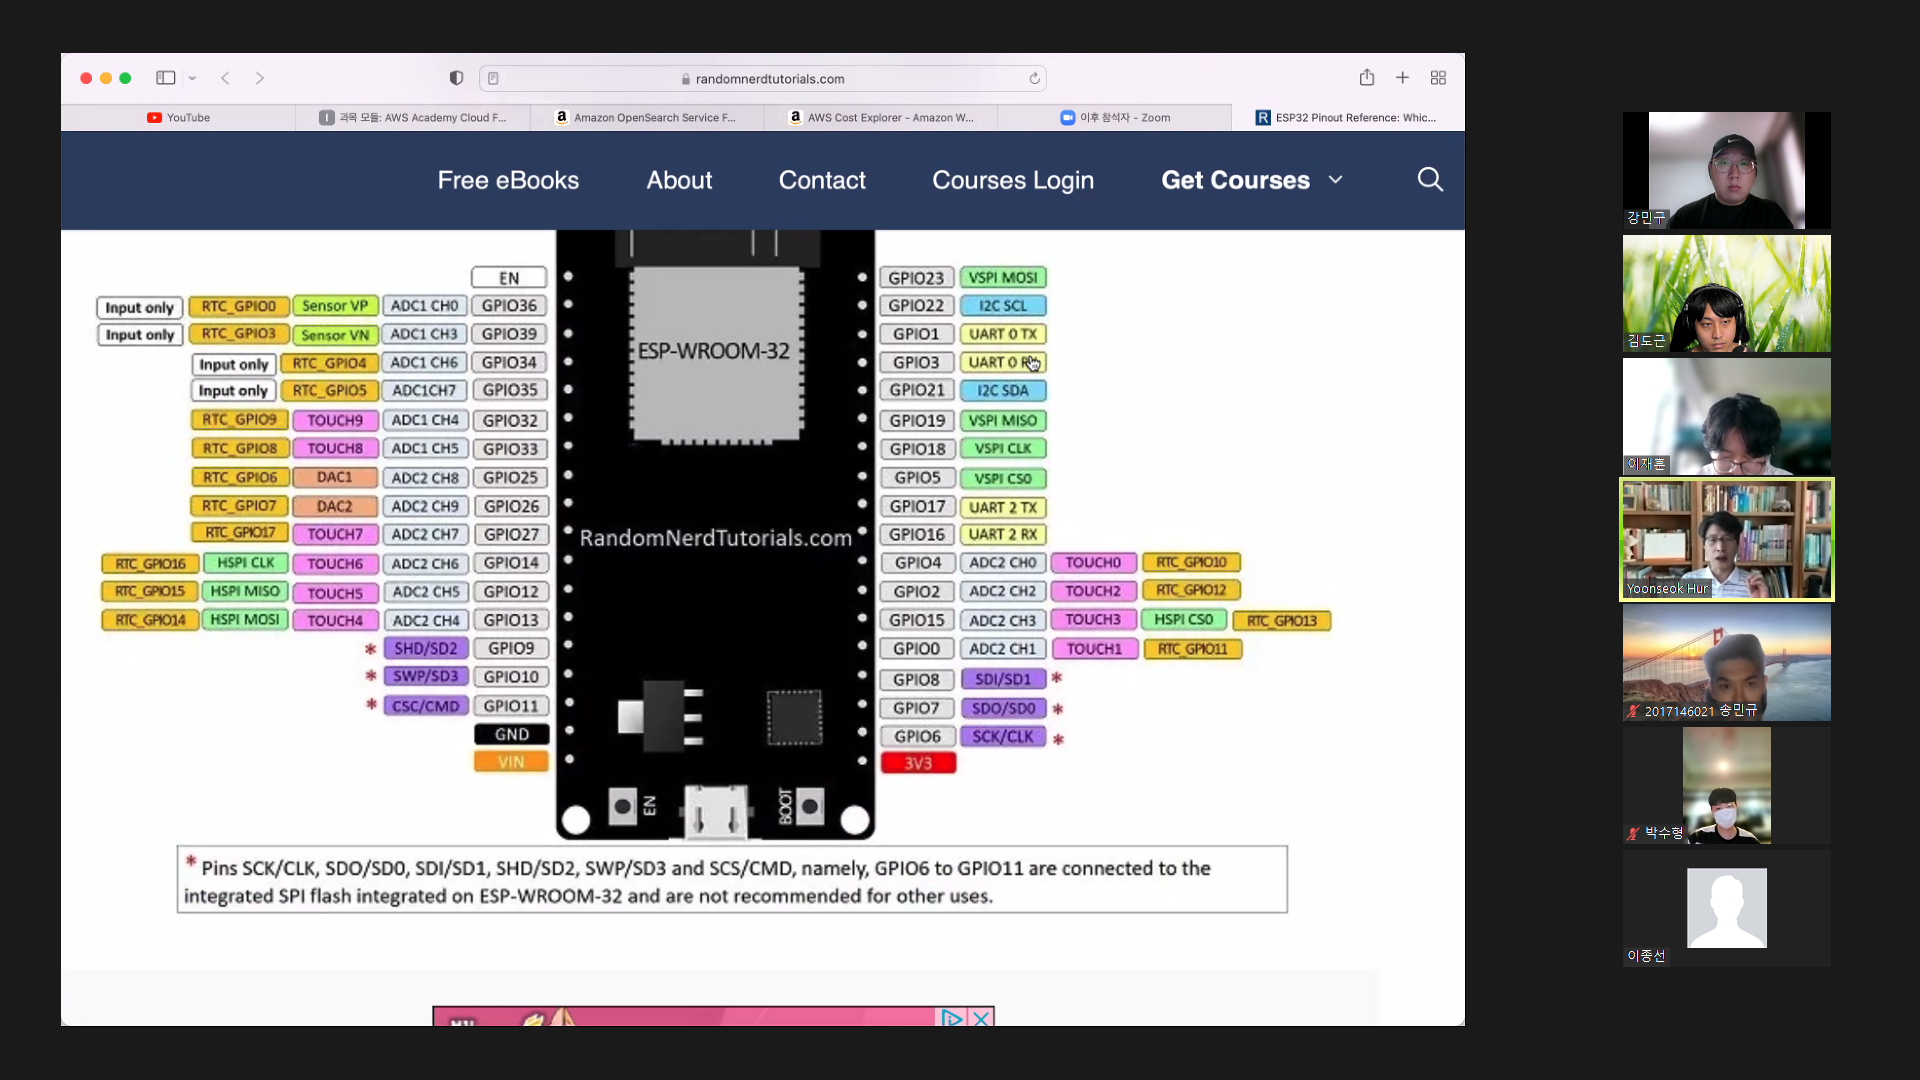 randomnerdtutorials.com
YouTube
과목 모듈: AWS Academy Cloud F...
Amazon OpenSearch Service F...
AWS Cost Explorer - Amazon W...
이후 참석자 - Zoom
ESP32 Pinout Reference: Whic...
Free eBooks About Contact Courses Login Get Courses
EN GPIO23 VSPI MOSI
Input only RTC_GPIO0 Sensor VP ADC1 CH0 GPIO36 GPIO22 I2C SCL
Input only RTC_GPIO3 Sensor VN ADC1 CH3 GPIO39 GPIO1 UART 0 TX
Input only RTC_GPIO4 ADC1 CH6 GPIO34 ESP-WROOM-32 GPIO3 UART 0
Input only RTC_GPIO5 ADC1CH7 GPIO35 GPIO21 I2C SDA
RTC_GPIO9 TOUCH9 ADC1 CH4 GPIO32 GPIO19 VSPI MISO
RTC_GPIO8 TOUCH8 ADC1 CH5 GPIO33 GPIO18 VSPI CLK
RTC_GPIO6 DAC1 ADC2 CH8 GPIO25 GPIO5 VSPI CS0
RTC_GPIO7 DAC2 ADC2 CH9 GPIO26 GPIO17 UART 2 TX
RTC_GPIO17 TOUCH7 ADC2 CH7 GPIO27 RandomNerdTutorials.com GPIO16 UART 2 RX
RTC_GPIO16 HSPI CLK TOUCH6 ADC2 CH6 GPIO14 GPIO4 ADC2 CH0 TOUCH0 RTC_GPIO10
RTC_GPIO15 HSPI MISO TOUCH5 ADC2 CH5 GPIO12 GPIO2 ADC2 CH2 TOUCH2 RTC_GPIO12
RTC_GPIO14 HSPI MOSI TOUCH4 ADC2 CH4 GPIO13 GPIO15 ADC2 CH3 TOUCH3 HSPI CS0 RTC_GPIO13
* SHD/SD2 GPIO9 GPIO0 ADC2 CH1 TOUCH1 RTC_GPIO11
* SWP/SD3 GPIO10 GPIO8 SDI/SD1 *
* CSC/CMD GPIO11 GPIO7 SDO/SD0 *
GND GPIO6 SCK/CLK *
VIN 3V3
EN BOOT
* Pins SCK/CLK, SDO/SD0, SDI/SD1, SHD/SD2, SWP/SD3 and SCS/CMD, namely, GPIO6 to GPIO11 are connected to the
integrated SPI flash integrated on ESP-WROOM-32 and are not recommended for other uses.
강민구
김도근
이재훈
Yoonseok Hur
2017146021 송민규
박수형
이종선